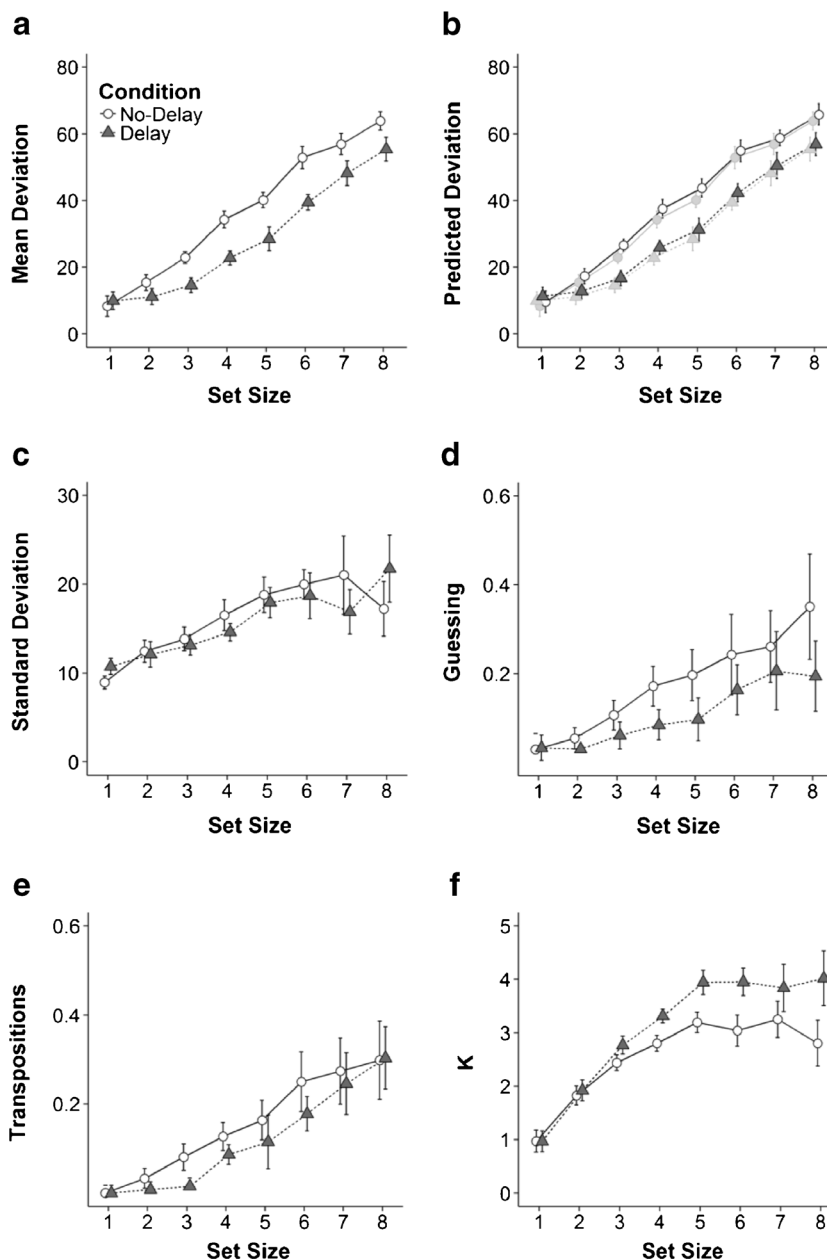 a
80
60
40
20
0
Mean Deviation
Condition
No-Delay
Delay
1 2 3 4 5 6 7 8
Set Size
b
80
60
40
20
0
Predicted Deviation
1 2 3 4 5 6 7 8
Set Size
c
30
20
10
0
Standard Deviation
1 2 3 4 5 6 7 8
Set Size
d
0.6
0.4
0.2
Guessing
1 2 3 4 5 6 7 8
Set Size
e
0.6
0.4
0.2
Transpositions
1 2 3 4 5 6 7 8
Set Size
f
5
4
3
2
1
0
K
1 2 3 4 5 6 7 8
Set Size